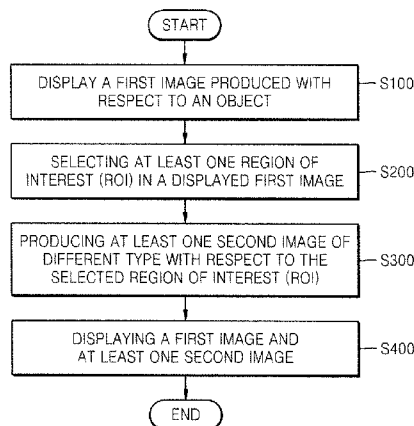 START
DISPLAY A FIRST IMAGE PRODUCED WITH
RESPECT TO AN OBJECT
S100
SELECTING AT LEAST ONE REGION OF
INTEREST (ROI) IN A DISPLAYED FIRST IMAGE
S200
PRODUCING AT LEAST ONE SECOND IMAGE OF
DIFFERENT TYPE WITH RESPECT TO THE
SELECTED REGION OF INTEREST (ROI)
S300
DISPLAYING A FIRST IMAGE AND
AT LEAST ONE SECOND IMAGE
S400
END